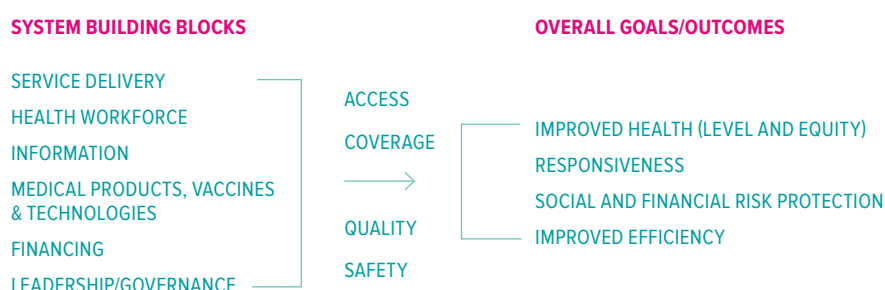 SYSTEM BUILDING BLOCKS
SERVICE DELIVERY
HEALTH WORKFORCE
INFORMATION
MEDICAL PRODUCTS, VACCINES
& TECHNOLOGIES
FINANCING
LEADERSHIP/GOVERNANCE
ACCESS
COVERAGE
QUALITY
SAFETY
OVERALL GOALS/OUTCOMES
IMPROVED HEALTH (LEVEL AND EQUITY)
RESPONSIVENESS
SOCIAL AND FINANCIAL RISK PROTECTION
IMPROVED EFFICIENCY